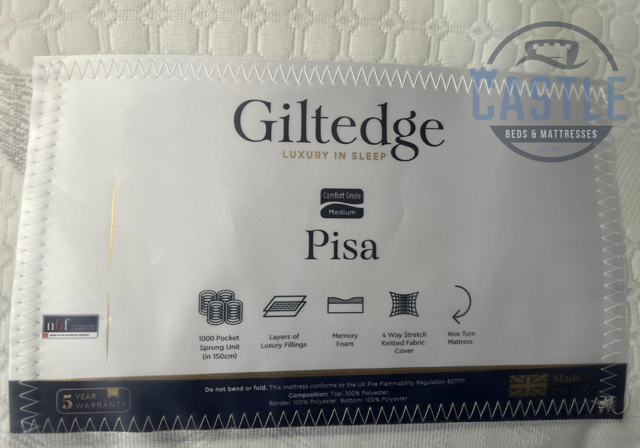 CASTLE
BEDS & MATTRESSES
Giltedge
LUXURY IN SLEEP
Comfort Grade
Medium
Pisa
1000 Pocket
Sprung Unit
(in 150cm)
Layers of
Luxury Fillings
Memory
Foam
4 Way Stretch
Knitted Fabric
Cover
Non Turn
Mattress
nbf
5 YEAR
WARRANTY
Do not bend or fold. This mattress conforms to the UK Fire Flammability Regulation BS7177.
Composition: Top: 100% Polyester.
Border: 100% Polyester. Bottom: 100% Polyester
Made in